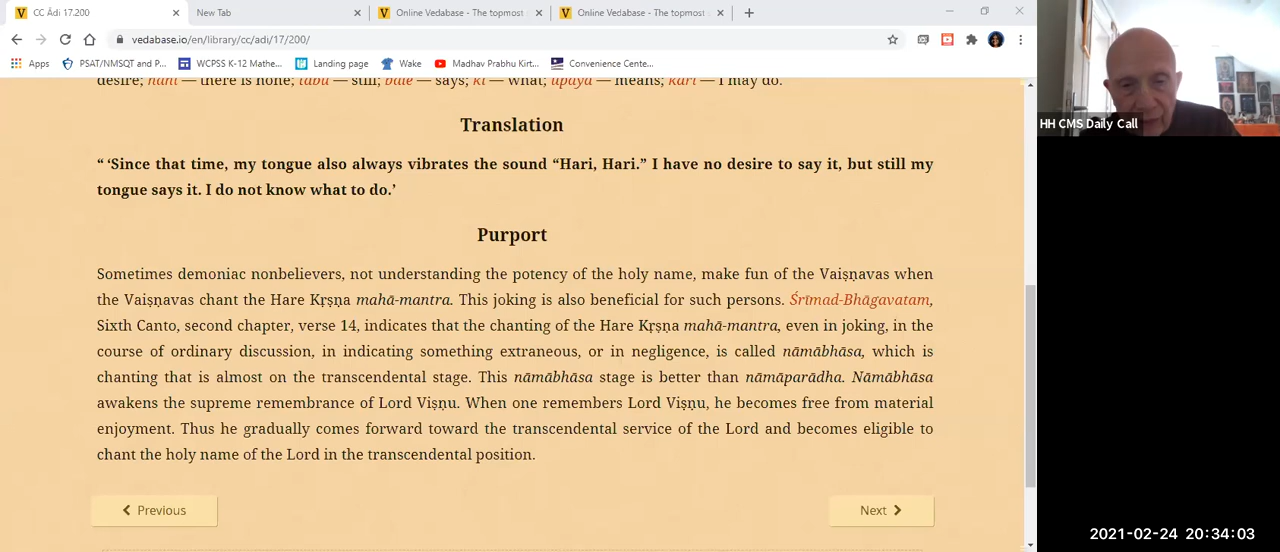 CC Ādi 17.200
New Tab
Online Vedabase - The topmost s
Online Vedabase - The topmost s
vedabase.io/en/library/cc/adi/17/200/
Apps
PSAT/NMSQT and P...
WCPSS K-12 Mathe...
Landing page
Wake
Madhav Prabhu Kirt...
Convenience Cente...
desire; nāhi — there is none; tabu — still; bale — says; ki — what; upāya — means; kari — I may do.
Translation
“ ‘Since that time, my tongue also always vibrates the sound “Hari, Hari.” I have no desire to say it, but still my
tongue says it. I do not know what to do.’
Purport
Sometimes demoniac nonbelievers, not understanding the potency of the holy name, make fun of the Vaiṣṇavas when
the Vaiṣṇavas chant the Hare Kṛṣṇa mahā-mantra. This joking is also beneficial for such persons. Śrīmad-Bhāgavatam,
Sixth Canto, second chapter, verse 14, indicates that the chanting of the Hare Kṛṣṇa mahā-mantra, even in joking, in the
course of ordinary discussion, in indicating something extraneous, or in negligence, is called nāmābhāsa, which is
chanting that is almost on the transcendental stage. This nāmābhāsa stage is better than nāmāparādha. Nāmābhāsa
awakens the supreme remembrance of Lord Viṣṇu. When one remembers Lord Viṣṇu, he becomes free from material
enjoyment. Thus he gradually comes forward toward the transcendental service of the Lord and becomes eligible to
chant the holy name of the Lord in the transcendental position.
Previous
Next
HH CMS Daily Call
2021-02-24 20:34:03